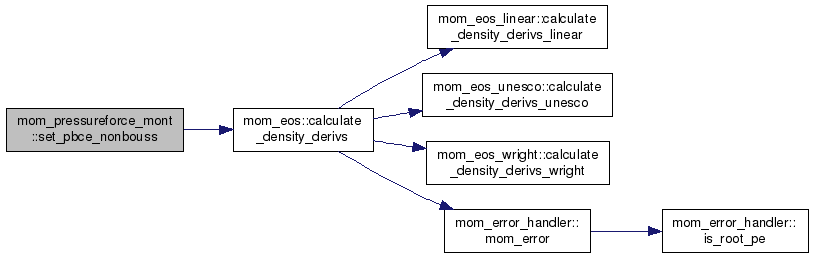 mom_pressureforce_mont
::set_pbce_nonbouss
mom_eos::calculate
_density_derivs
mom_eos_linear::calculate
_density_derivs_linear
mom_eos_unesco::calculate
_density_derivs_unesco
mom_eos_wright::calculate
_density_derivs_wright
mom_error_handler::
mom_error
mom_error_handler::
is_root_pe